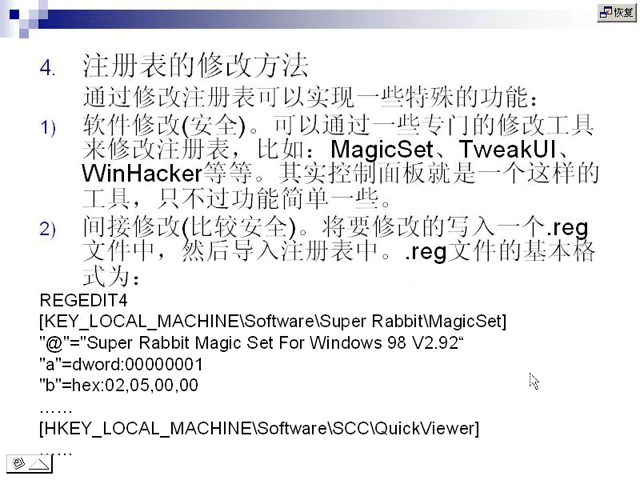 恢复
4. 注册表的修改方法
通过修改注册表可以实现一些特殊的功能：
1) 软件修改(安全)。可以通过一些专门的修改工具
来修改注册表，比如：MagicSet、TweakUI、
WinHacker等等。其实控制面板就是一个这样的
工具，只不过功能简单一些。
2) 间接修改(比较安全)。将要修改的写入一个.reg
文件中，然后导入注册表中。.reg文件的基本格
式为：
REGEDIT4
[KEY_LOCAL_MACHINE\Software\Super Rabbit\MagicSet]
"@"="Super Rabbit Magic Set For Windows 98 V2.92“
"a"=dword:00000001
"b"=hex:02,05,00,00
……
[HKEY_LOCAL_MACHINE\Software\SCC\QuickViewer]
……